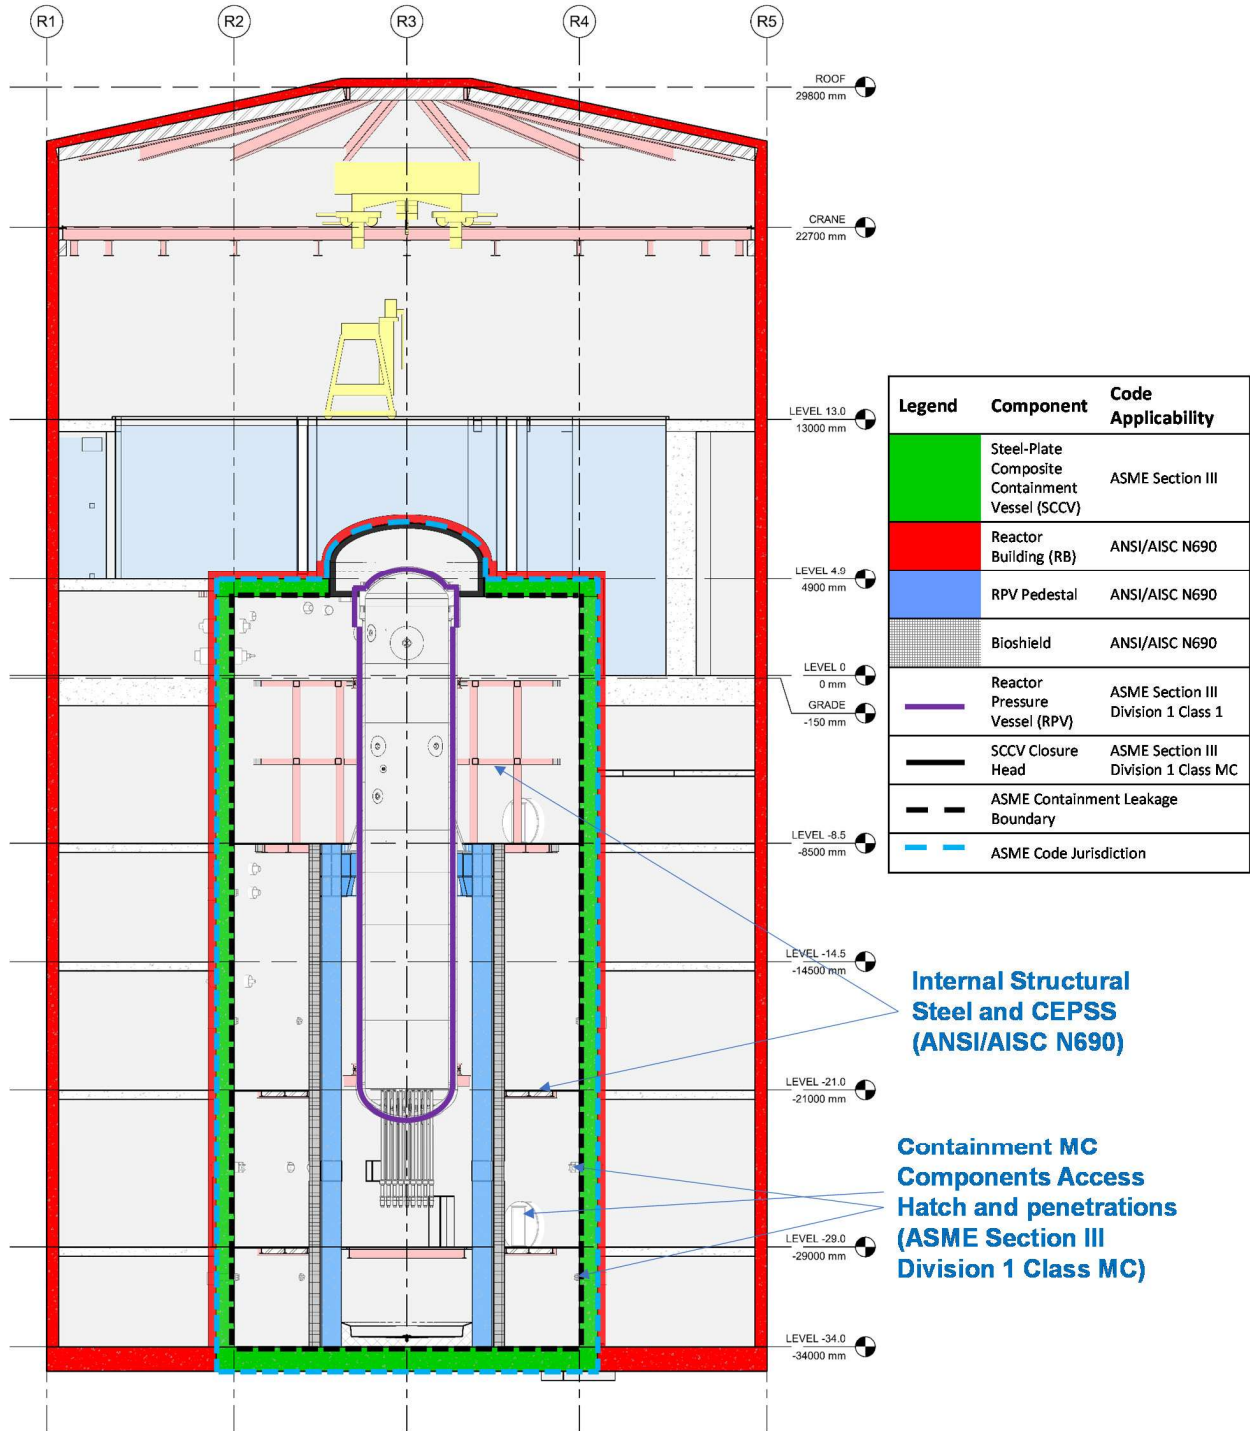 R1 R2 R3 R4 R5
ROOF
29800 mm
CRANE
22700 mm
LEVEL 13.0
13000 mm
LEVEL 4.9
4900 mm
LEVEL 0
0 mm
GRADE
-150 mm
LEVEL -8.5
-8500 mm
LEVEL -14.5
-14500 mm
LEVEL -21.0
-21000 mm
LEVEL -29.0
-29000 mm
LEVEL -34.0
-34000 mm
Legend Component Code
Applicability
Steel-Plate
Composite
Containment
Vessel (SCCV)
ASME Section III
Reactor
Building (RB)
ANSI/AISC N690
RPV Pedestal ANSI/AISC N690
Bioshield ANSI/AISC N690
Reactor
Pressure
Vessel (RPV)
ASME Section III
Division 1 Class 1
SCCV Closure
Head
ASME Section III
Division 1 Class MC
ASME Containment Leakage
Boundary
ASME Code Jurisdiction
Internal Structural
Steel and CEPSS
(ANSI/AISC N690)
Containment MC
Components Access
Hatch and penetrations
(ASME Section III
Division 1 Class MC)